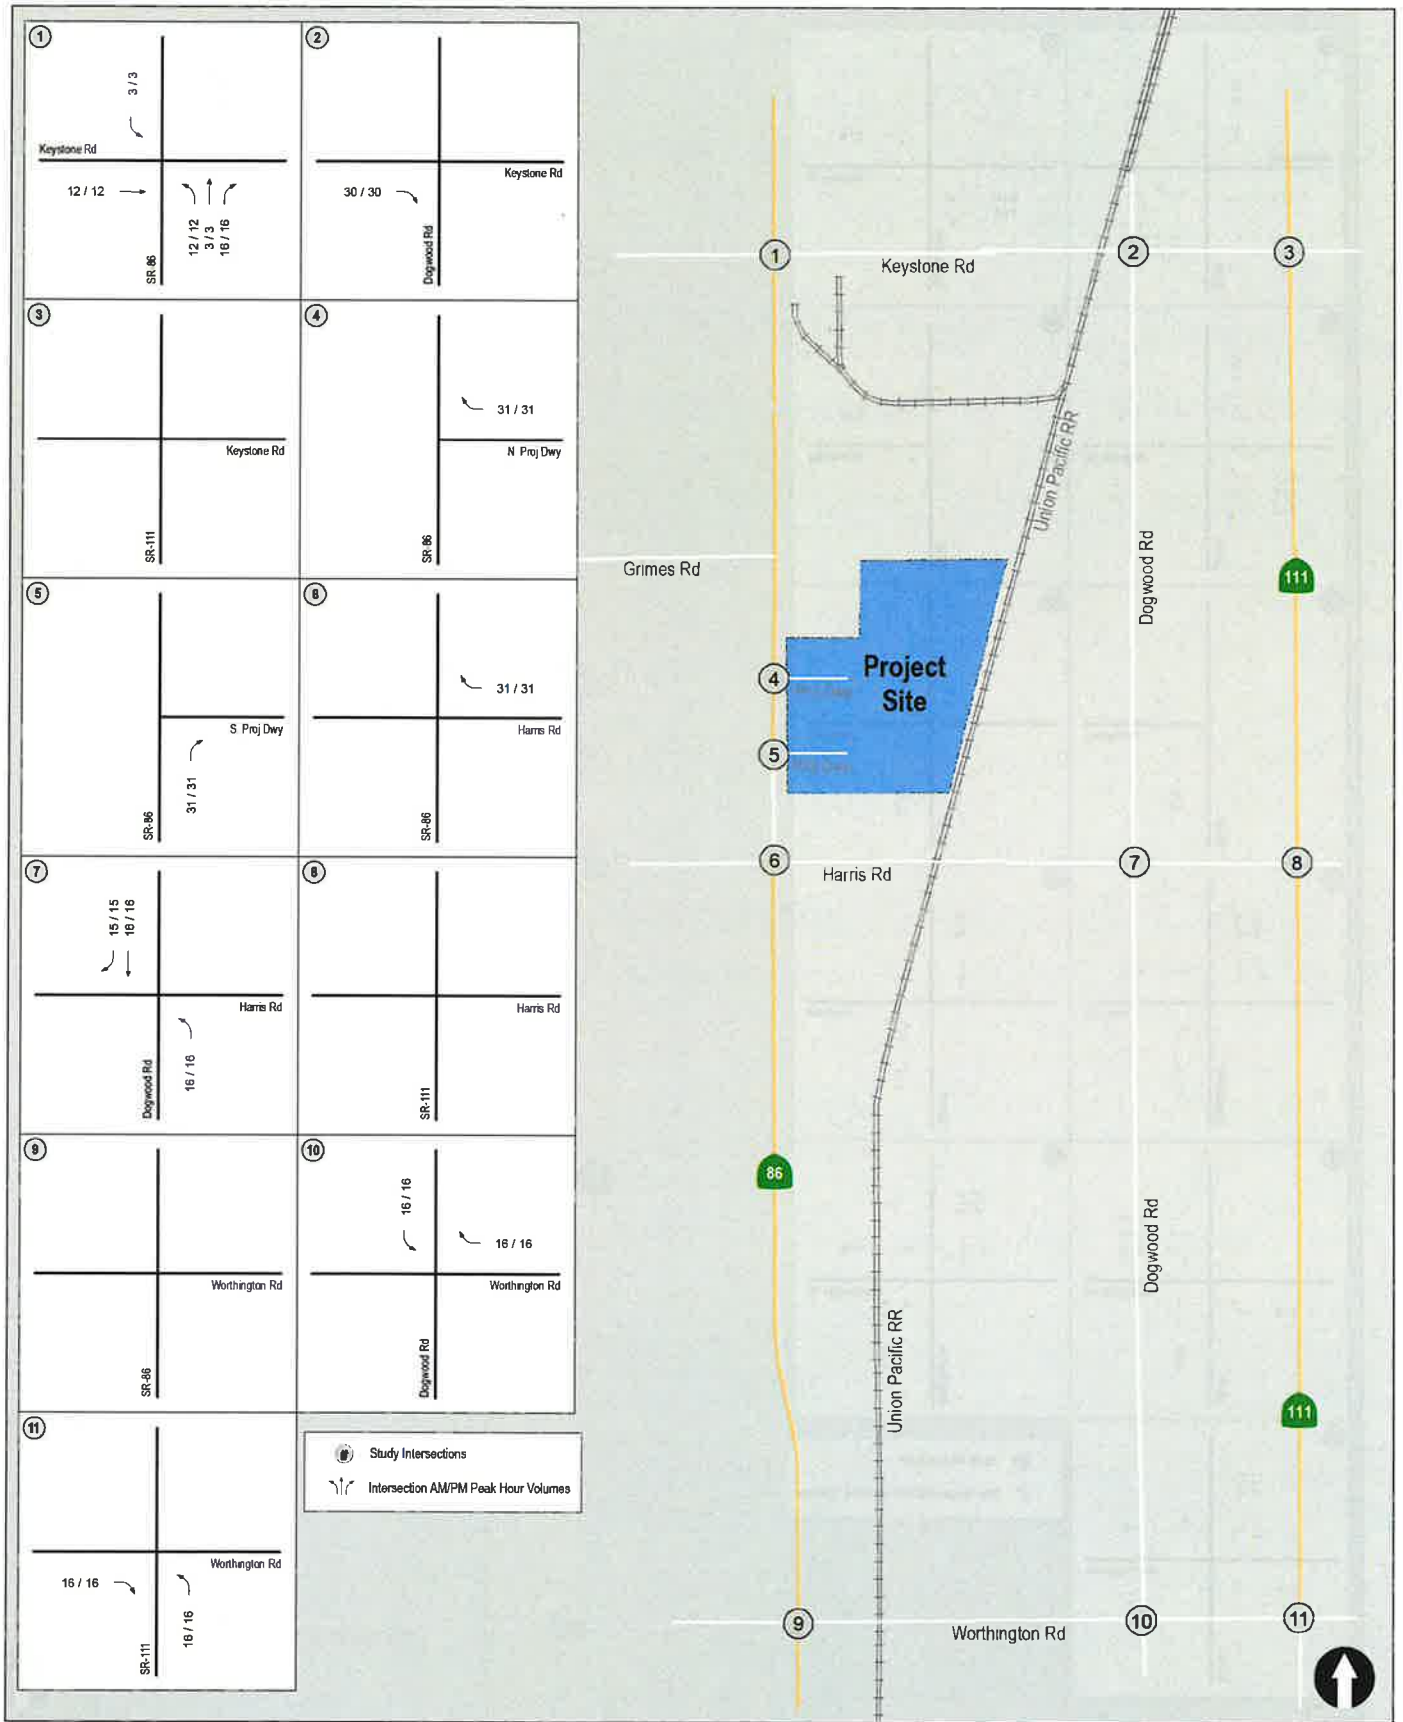 1
3 / 3
Keystone Rd
12 / 12
12 / 12
3 / 3
16 / 16
SR-86
2
Keystone Rd
30 / 30
Dogwood Rd
3
Keystone Rd
SR-111
4
31 / 31
N Proj Dwy
SR-86
5
S Proj Dwy
31 / 31
SR-86
6
31 / 31
Harris Rd
SR-86
7
15 / 15
16 / 16
Harris Rd
16 / 16
Dogwood Rd
8
Harris Rd
SR-111
9
Worthington Rd
SR-86
10
16 / 16
16 / 16
Worthington Rd
Dogwood Rd
11
Worthington Rd
16 / 16
16 / 16
SR-111
# Study Intersections
Intersection AM/PM Peak Hour Volumes
1
Keystone Rd
2
3
Union Pacific RR
Grimes Rd
Dogwood Rd
111
Project
Site
4
5
6
Harris Rd
7
8
86
Dogwood Rd
Union Pacific RR
111
9
Worthington Rd
10
11